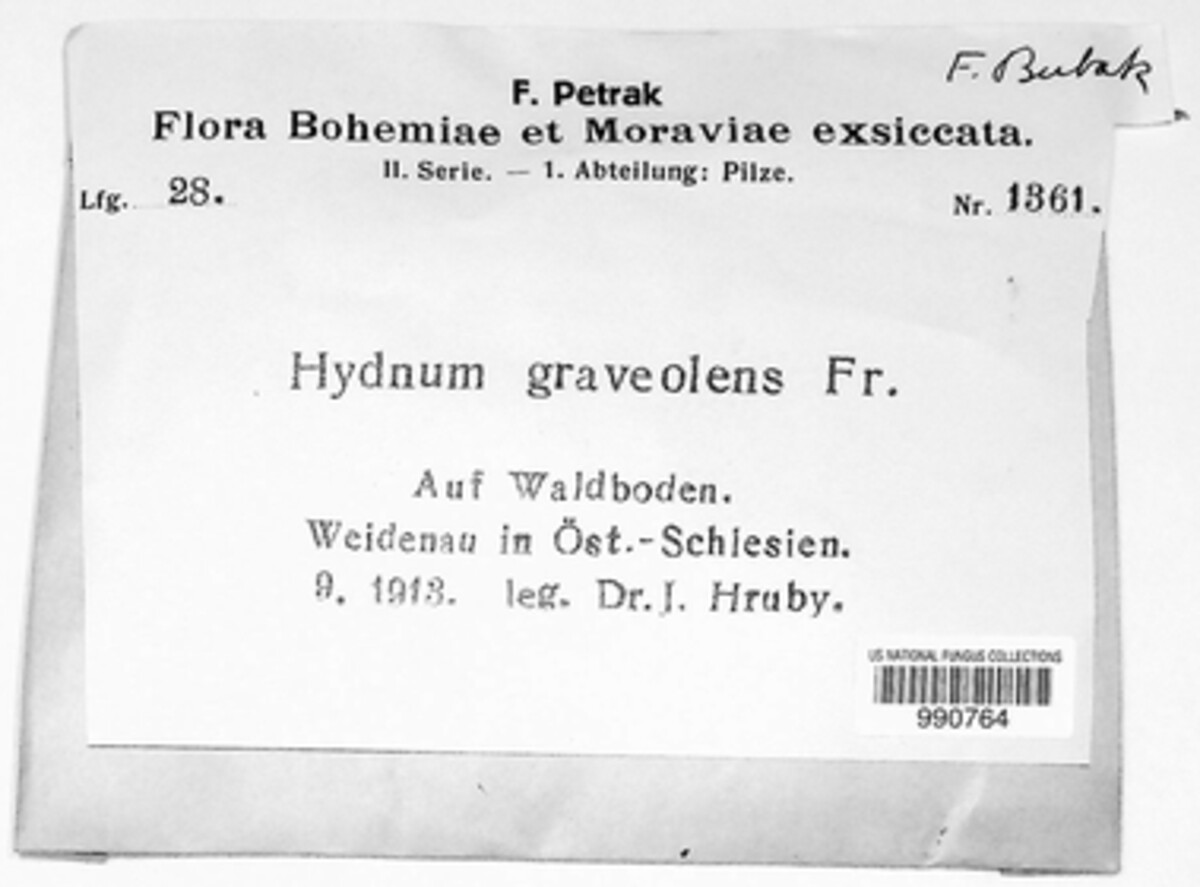 F. Bubak
F. Petrak
Flora Bohemiae et Moraviae exsiccata.
II. Serie. — 1. Abteilung: Pilze.
Lfg. 28. Nr. 1361.
Hydnum graveolens Fr.
Auf Waldboden.
Weidenau in Öst.-Schlesien.
9. 1913. leg. Dr. J. Hruby.
US NATIONAL FUNGUS COLLECTIONS
990764